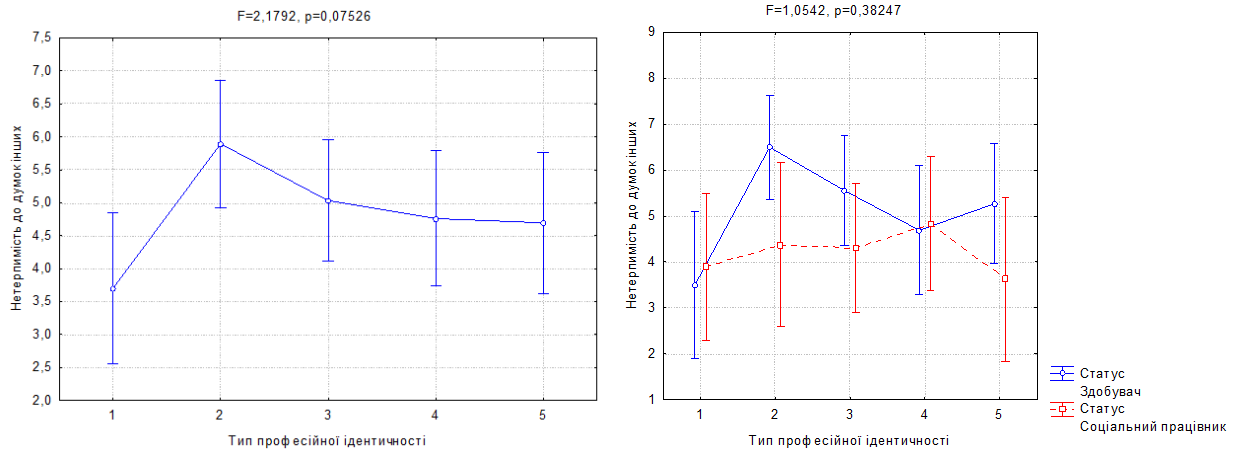 F=2,1792, p=0,07526
7,5
7,0
6,5
6,0
5,5
5,0
4,5
4,0
3,5
3,0
2,5
2,0
Нетерпимість до думок інших
1 2 3 4 5
Тип професійної ідентичності
F=1,0542, p=0,38247
9
8
7
6
5
4
3
2
1
Нетерпимість до думок інших
1 2 3 4 5
Тип професійної ідентичності
Статус
Здобувач
Статус
Соціальний працівник